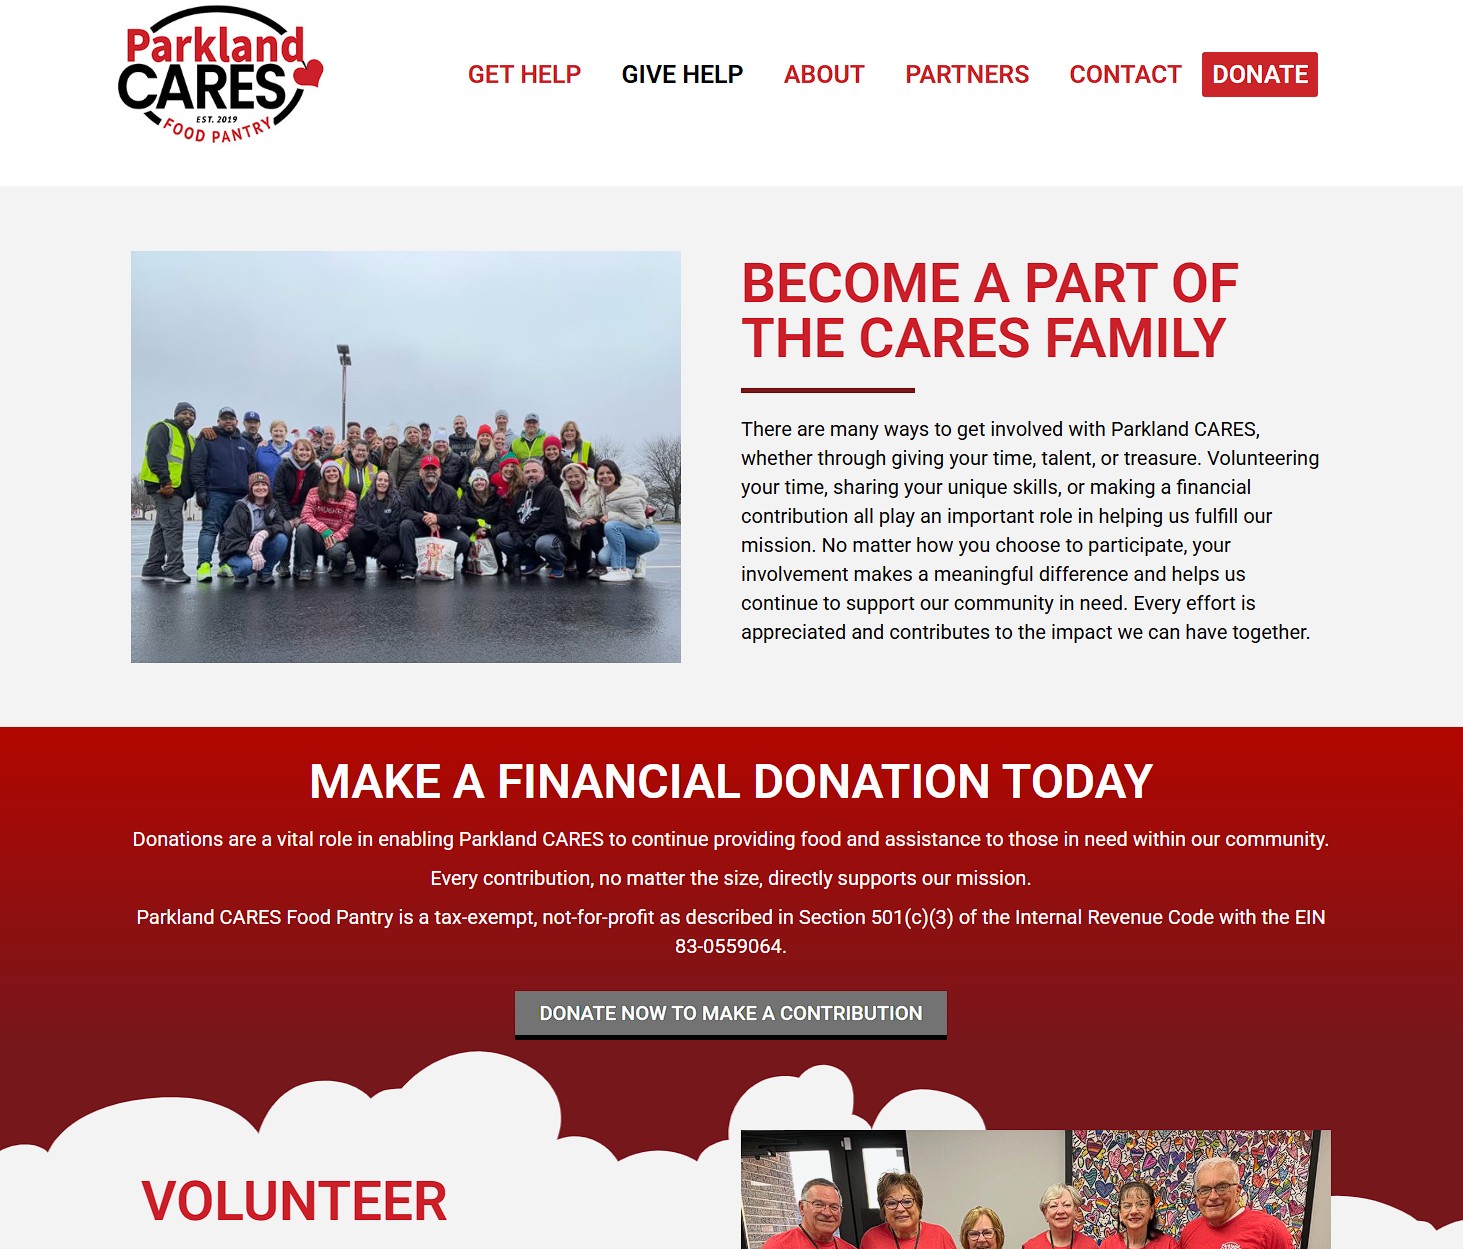 Parkland
CARES
EST. 2019
FOOD PANTRY
GET HELP
GIVE HELP
ABOUT
PARTNERS
CONTACT
DONATE
BECOME A PART OF
THE CARES FAMILY
There are many ways to get involved with Parkland CARES,
whether through giving your time, talent, or treasure. Volunteering
your time, sharing your unique skills, or making a financial
contribution all play an important role in helping us fulfill our
mission. No matter how you choose to participate, your
involvement makes a meaningful difference and helps us
continue to support our community in need. Every effort is
appreciated and contributes to the impact we can have together.
MAKE A FINANCIAL DONATION TODAY
Donations are a vital role in enabling Parkland CARES to continue providing food and assistance to those in need within our community.
Every contribution, no matter the size, directly supports our mission.
Parkland CARES Food Pantry is a tax-exempt, not-for-profit as described in Section 501(c)(3) of the Internal Revenue Code with the EIN
83-0559064.
DONATE NOW TO MAKE A CONTRIBUTION
VOLUNTEER